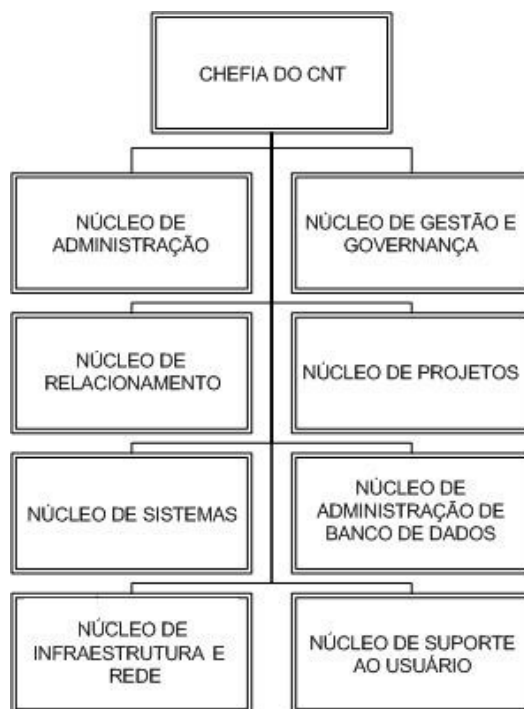 CHEFIA DO CNT
NÚCLEO DE
ADMINISTRAÇÃO
NÚCLEO DE GESTÃO E
GOVERNANÇA
NÚCLEO DE
RELACIONAMENTO
NÚCLEO DE PROJETOS
NÚCLEO DE SISTEMAS
NÚCLEO DE
ADMINISTRAÇÃO DE
BANCO DE DADOS
NÚCLEO DE
INFRAESTRUTURA E
REDE
NÚCLEO DE SUPORTE
AO USUÁRIO